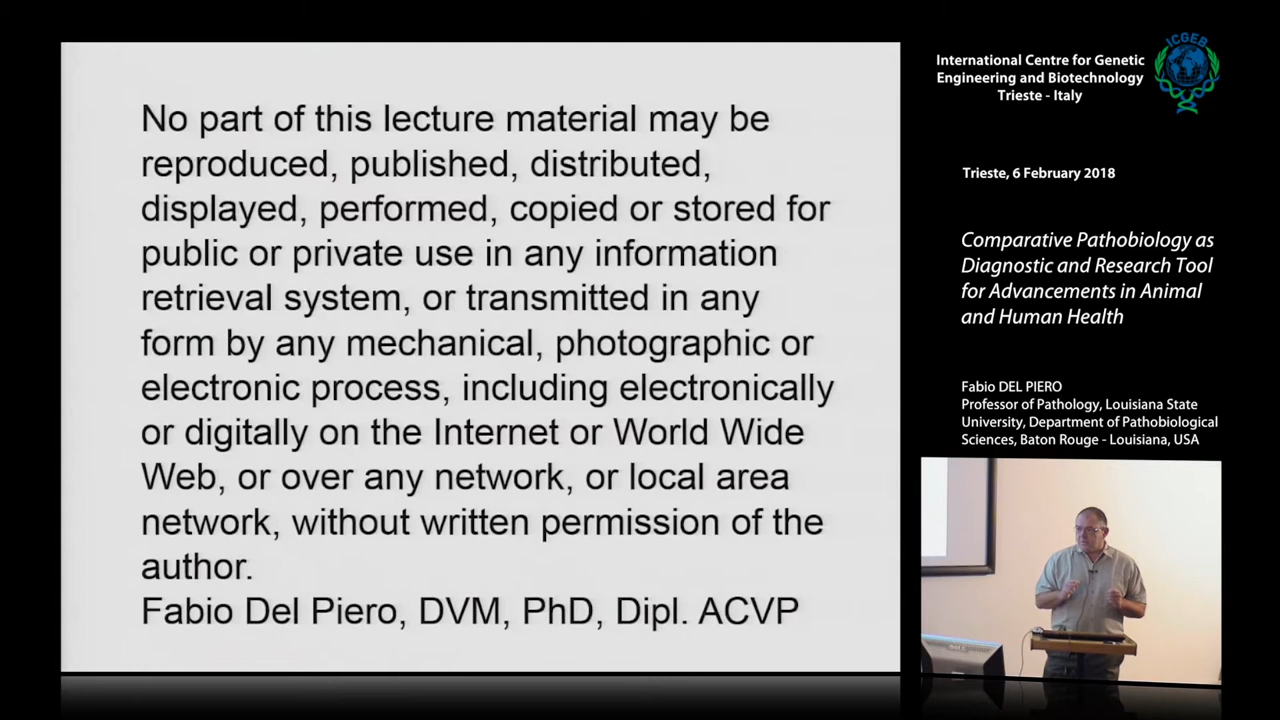 No part of this lecture material may be
reproduced, published, distributed,
displayed, performed, copied or stored for
public or private use in any information
retrieval system, or transmitted in any
form by any mechanical, photographic or
electronic process, including electronically
or digitally on the Internet or World Wide
Web, or over any network, or local area
network, without written permission of the
author.
Fabio Del Piero, DVM, PhD, Dipl. ACVP
International Centre for Genetic
Engineering and Biotechnology
Trieste - Italy
ICGEB
Trieste, 6 February 2018
Comparative Pathobiology as
Diagnostic and Research Tool
for Advancements in Animal
and Human Health
Fabio DEL PIERO
Professor of Pathology, Louisiana State
University, Department of Pathobiological
Sciences, Baton Rouge - Louisiana, USA